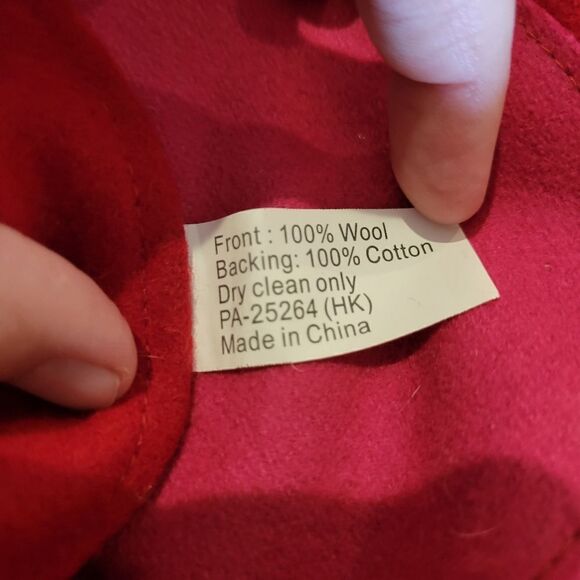 Front : 100% Wool
Backing: 100% Cotton
Dry clean only
PA-25264 (HK)
Made in China